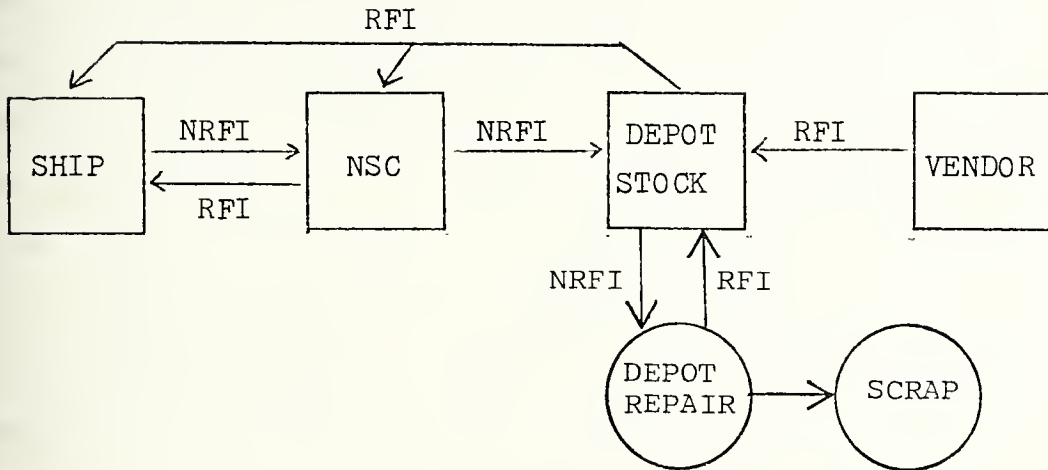 RFI
SHIP
NRFI
RFI
NSC
NRFI
DEPOT
STOCK
RFI
VENDOR
NRFI
RFI
DEPOT
REPAIR
SCRAP